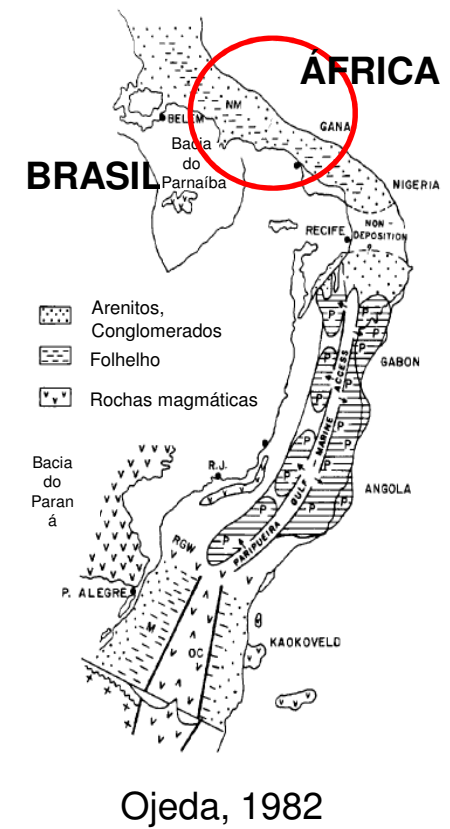 ÁFRICA
NM
GANA
BELEM
Bacia
do
Parnaíba
BRASIL
NIGERIA
NON-
DEPOSITION
RECIFE
P
P
Arenitos,
Conglomerados
Folhelho
Rochas magmáticas
P
P
P
P
GABON
P
P
P
PARIPUEIRA GULF - MARINE ACCESS
Bacia
do
Paran
á
R.J.
P
P
P
P
ANGOLA
RGW
P
P
P. ALEGRE
M
OC
KAOKOVELD
Ojeda, 1982